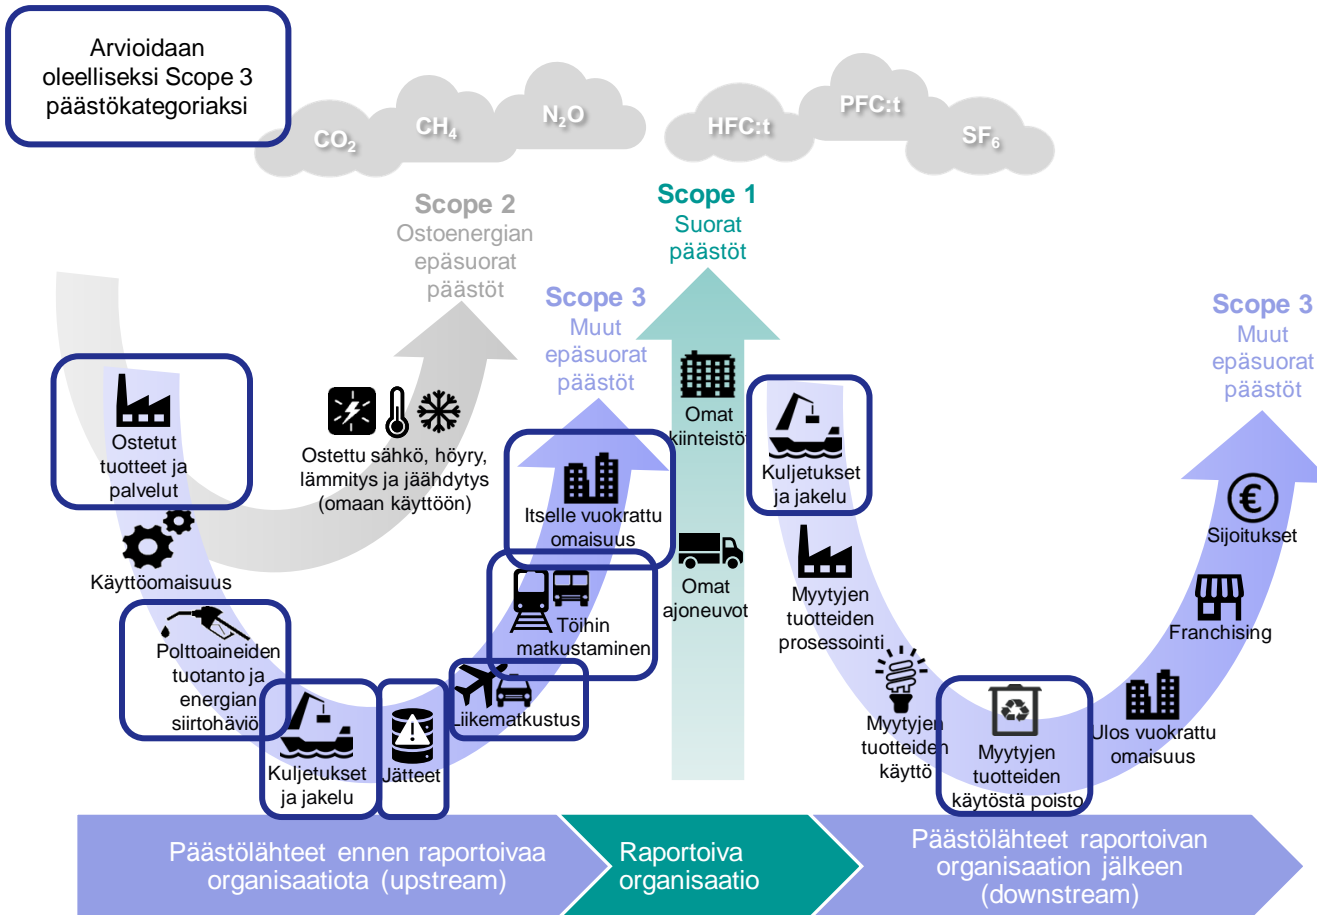 Arvioidaan
oleelliseksi Scope 3
päästökategoriaksi
CO₂
CH₄
N₂O
HFC:t
PFC:t
SF₆
Scope 2
Ostoenergian
epäsuorat
päästöt
Scope 3
Muut
epäsuorat
päästöt
Scope 1
Suorat
päästöt
Scope 3
Muut
epäsuorat
päästöt
Ostetut
tuotteet ja
palvelut
Käyttöomaisuus
Polttoaineiden
tuotanto ja
energian
siirtohäviö
Kuljetukset
ja jakelu
Jätteet
Liikematkustus
Töihin
matkustaminen
Itselle vuokrattu
omaisuus
Ostettu sähkö, höyry,
lämmitys ja jäähdytys
(omaan käyttöön)
Omat
kiinteistöt
Omat
ajoneuvot
Kuljetukset
ja jakelu
Myytyjen
tuotteiden
prosessointi
Myytyjen
tuotteiden
käyttö
Myytyjen
tuotteiden
käytöstä poisto
Ulos vuokrattu
omaisuus
Franchising
Sijoitukset
Päästölähteet ennen raportoivaa
organisaatiota (upstream)
Raportoiva
organisaatio
Päästölähteet raportoivan
organisaation jälkeen
(downstream)